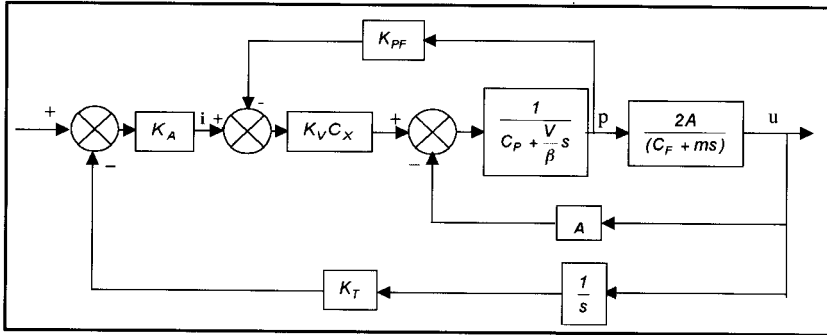 K_PF
+
K_A
i
+
-
K_V C_X
+
−
1
C_P + V/β s
p
2A
(C_F + ms)
u
−
A
K_T
1
s